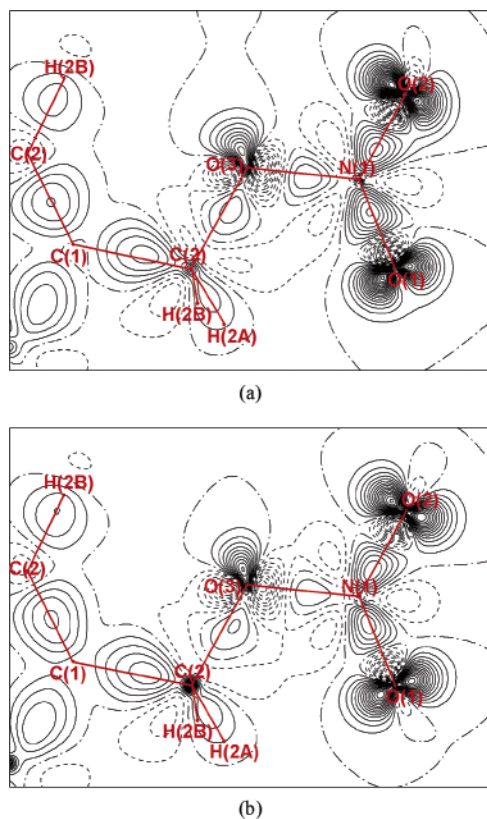 H(2B)
O(2)
C(2)
O(3)
N(1)
C(1)
C(2)
O(1)
H(2B)
H(2A)
(a)
H(2B)
O(2)
C(2)
O(3)
N(1)
C(1)
C(2)
O(1)
H(2B)
H(2A)
(b)